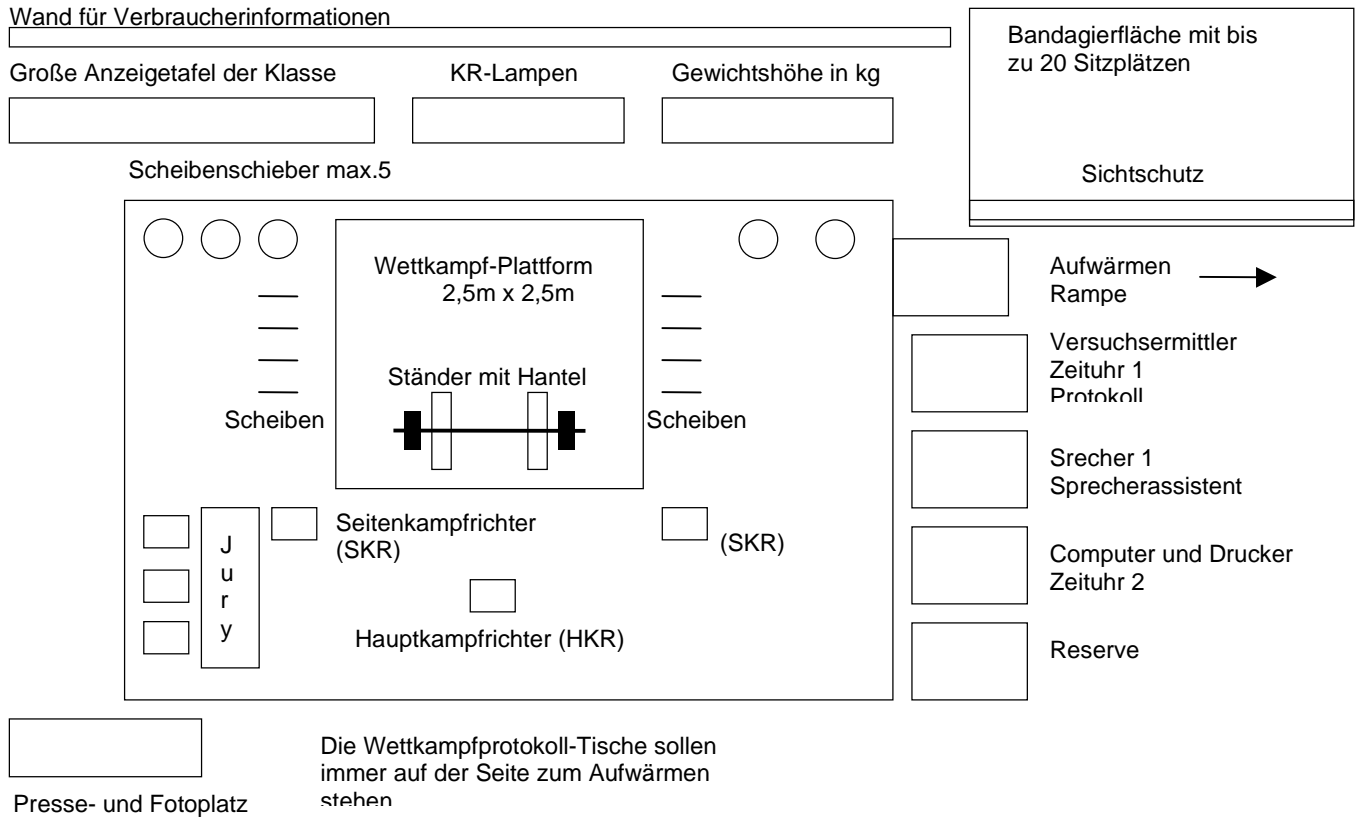 Wand für Verbraucherinformationen
Bandagierfläche mit bis
zu 20 Sitzplätzen
Große Anzeigetafel der Klasse
KR-Lampen
Gewichtshöhe in kg
Sichtschutz
Scheibenschieber max.5
Wettkampf-Plattform
2,5m x 2,5m
Ständer mit Hantel
Scheiben
Scheiben
Aufwärmen
Rampe
Versuchsermittler
Zeituhr 1
Protokoll
Srecher 1
Sprecherassistent
Computer und Drucker
Zeituhr 2
Reserve
Jury
Seitenkampfrichter
(SKR)
(SKR)
Hauptkampfrichter (HKR)
Presse- und Fotoplatz
Die Wettkampfprotokoll-Tische sollen
immer auf der Seite zum Aufwärmen
stehen